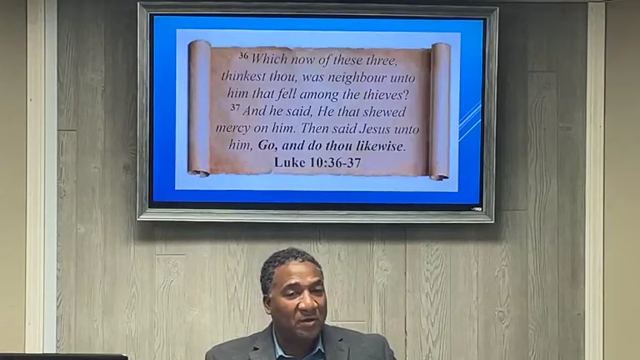 36 Which now of these three,
thinkest thou, was neighbour unto
him that fell among the thieves?
37 And he said, He that shewed
mercy on him. Then said Jesus unto
him, Go, and do thou likewise.
Luke 10:36-37